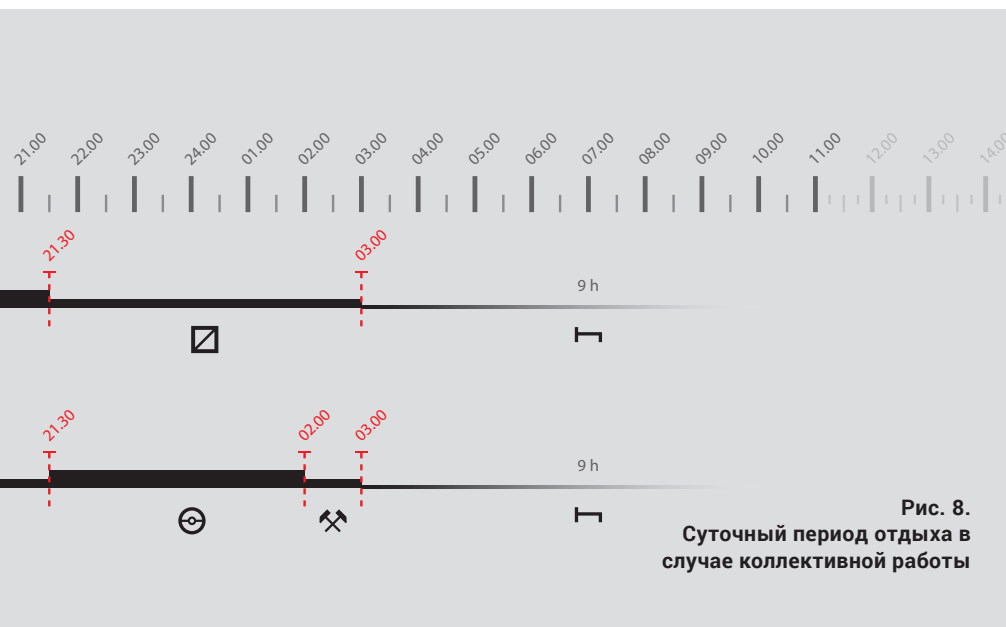 21.00 22.00 23.00 24.00 01.00 02.00 03.00 04.00 05.00 06.00 07.00 08.00 09.00 10.00 11.00 12.00 13.00 14.00
21.30 03.00
9 h
21.30 02.00 03.00
9 h
Рис. 8.
Суточный период отдыха в
случае коллективной работы